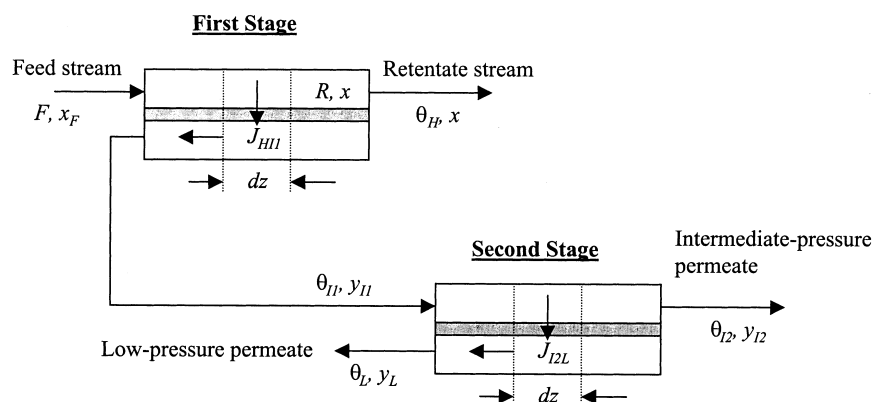 First Stage
Feed stream
Retentate stream
R, x
F, x_F
θ_H, x
J_HI1
dz
Second Stage
Intermediate-pressure
permeate
θ_I1, y_I1
θ_I2, y_I2
Low-pressure permeate
J_I2L
θ_L, y_L
dz